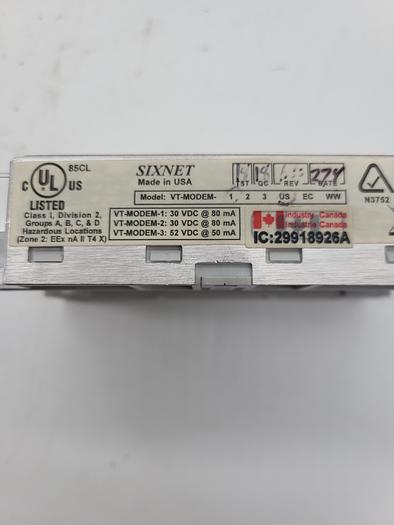 85CL
C UL US
LISTED
Class I, Division 2,
Groups A, B, C, & D
Hazardous Locations
(Zone 2: EEx nA II T4 X)
SIXNET
Made in USA
TST QC REV DATE
Model: VT-MODEM- 1, 2 3 US EC WW
VT-MODEM-1: 30 VDC @ 80 mA
VT-MODEM-2: 30 VDC @ 80 mA
VT-MODEM-3: 52 VDC @ 50 mA
Industry Canada
Industrie Canada
IC:29918926A
N3752